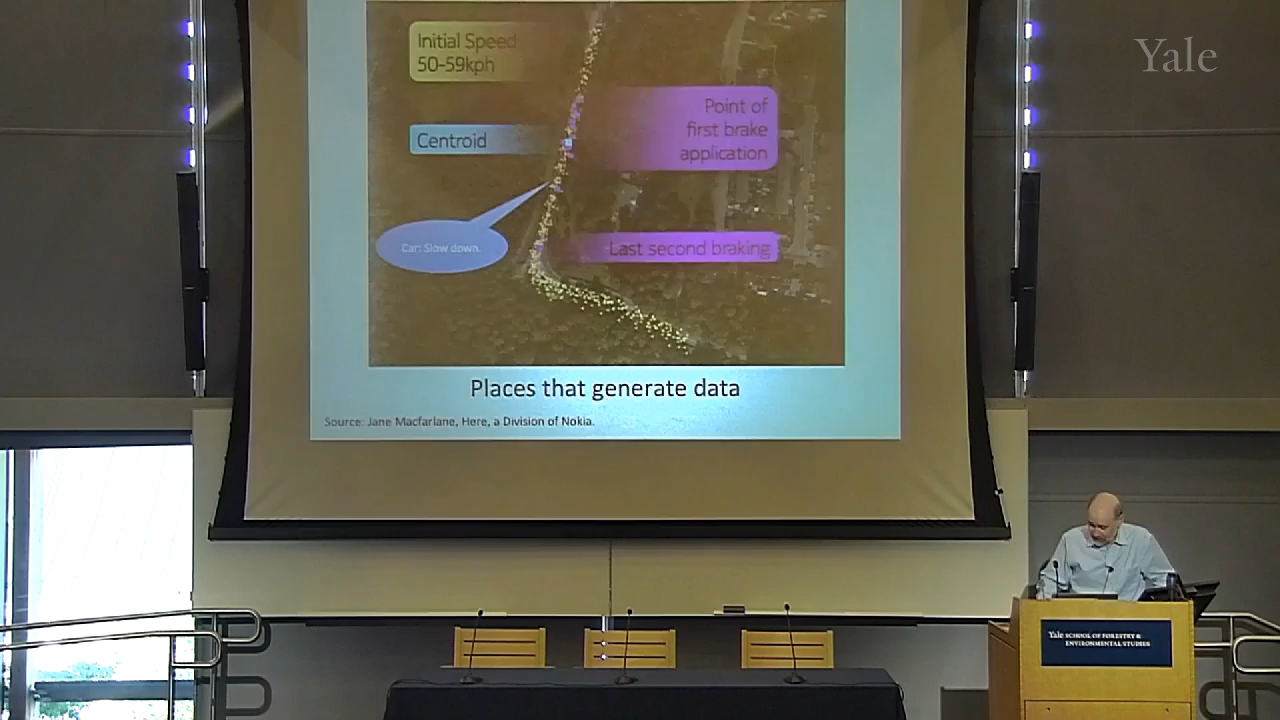 Initial Speed
50-59kph
Yale
Point of
first brake
application
Centroid
Car: Slow down.
Last second braking
Places that generate data
Source: Jane Macfarlane, Here, a Division of Nokia.
Yale SCHOOL OF FORESTRY &
ENVIRONMENTAL STUDIES